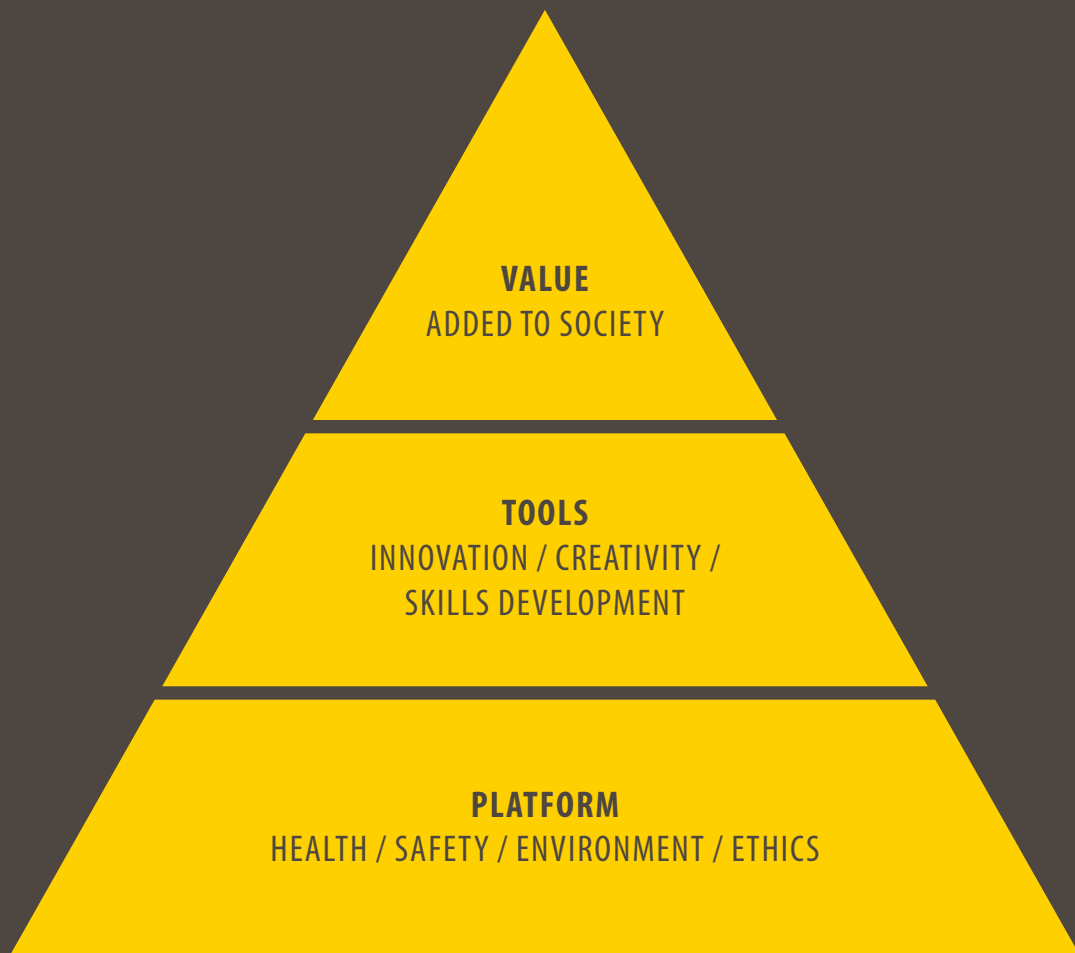 VALUE
ADDED TO SOCIETY
TOOLS
INNOVATION / CREATIVITY /
SKILLS DEVELOPMENT
PLATFORM
HEALTH / SAFETY / ENVIRONMENT / ETHICS